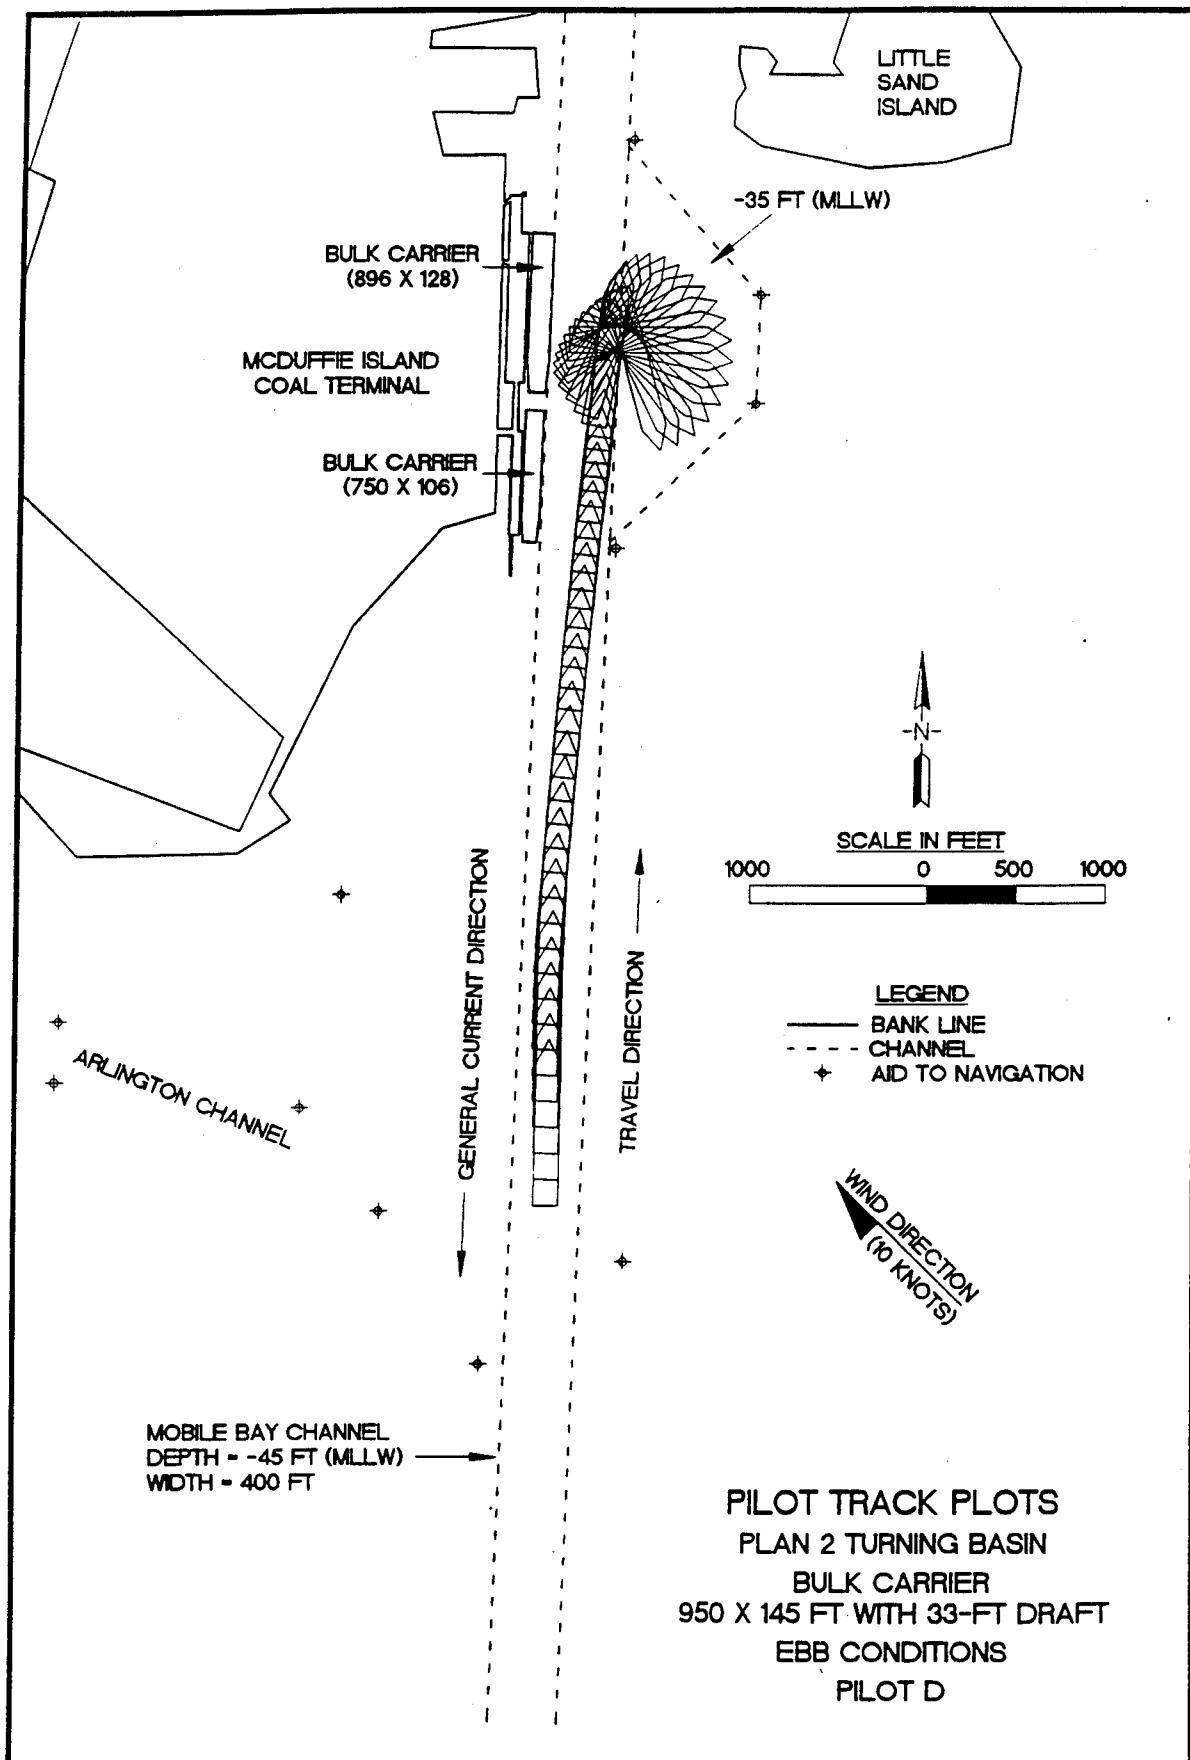 LITTLE
SAND
ISLAND
-35 FT (MLLW)
BULK CARRIER
(896 X 128)
MCDUFFIE ISLAND
COAL TERMINAL
BULK CARRIER
(750 X 106)
-N-
SCALE IN FEET
1000 0 500 1000
GENERAL CURRENT DIRECTION
TRAVEL DIRECTION
LEGEND
BANK LINE
CHANNEL
AID TO NAVIGATION
ARLINGTON CHANNEL
WIND DIRECTION
(10 KNOTS)
MOBILE BAY CHANNEL
DEPTH = -45 FT (MLLW)
WIDTH = 400 FT
PILOT TRACK PLOTS
PLAN 2 TURNING BASIN
BULK CARRIER
950 X 145 FT WITH 33-FT DRAFT
EBB CONDITIONS
PILOT D